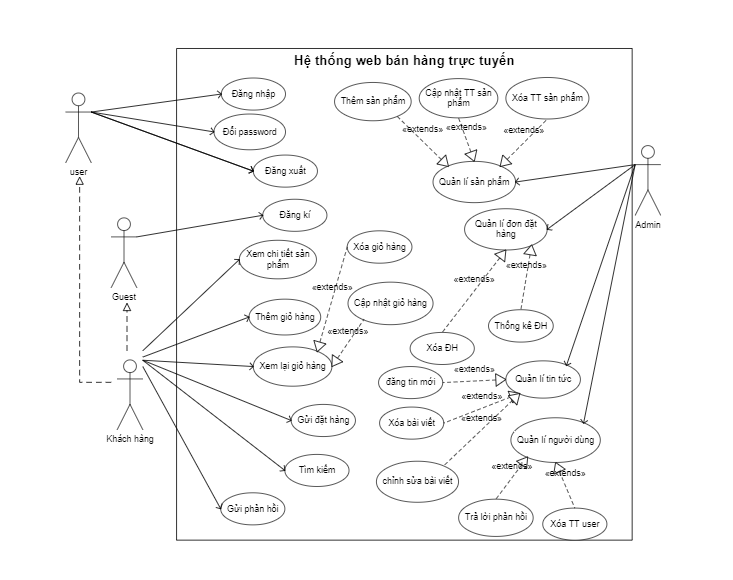 Hệ thống web bán hàng trực tuyến
Đăng nhập
Đổi password
Đăng xuất
user
Đăng kí
Guest
Xem chi tiết sản
phẩm
Thêm giỏ hàng
Xem lại giỏ hàng
Gửi đặt hàng
Tìm kiếm
Gửi phản hồi
Khách hàng
Xóa giỏ hàng
«extends»
Cập nhật giỏ hàng
«extends»
Thêm sản phẩm
Cập nhật TT sản
phẩm
Xóa TT sản phẩm
«extends»
«extends»
«extends»
Quản lí sản phẩm
Admin
Quản lí đơn đặt
hàng
«extends»
«extends»
Xóa ĐH
Thống kê ĐH
đăng tin mới
«extends»
Quản lí tin tức
Xóa bài viết
«extends»
«extends»
chỉnh sửa bài viết
Quản lí người dùng
«extends»
«extends»
Trả lời phản hồi
Xóa TT user